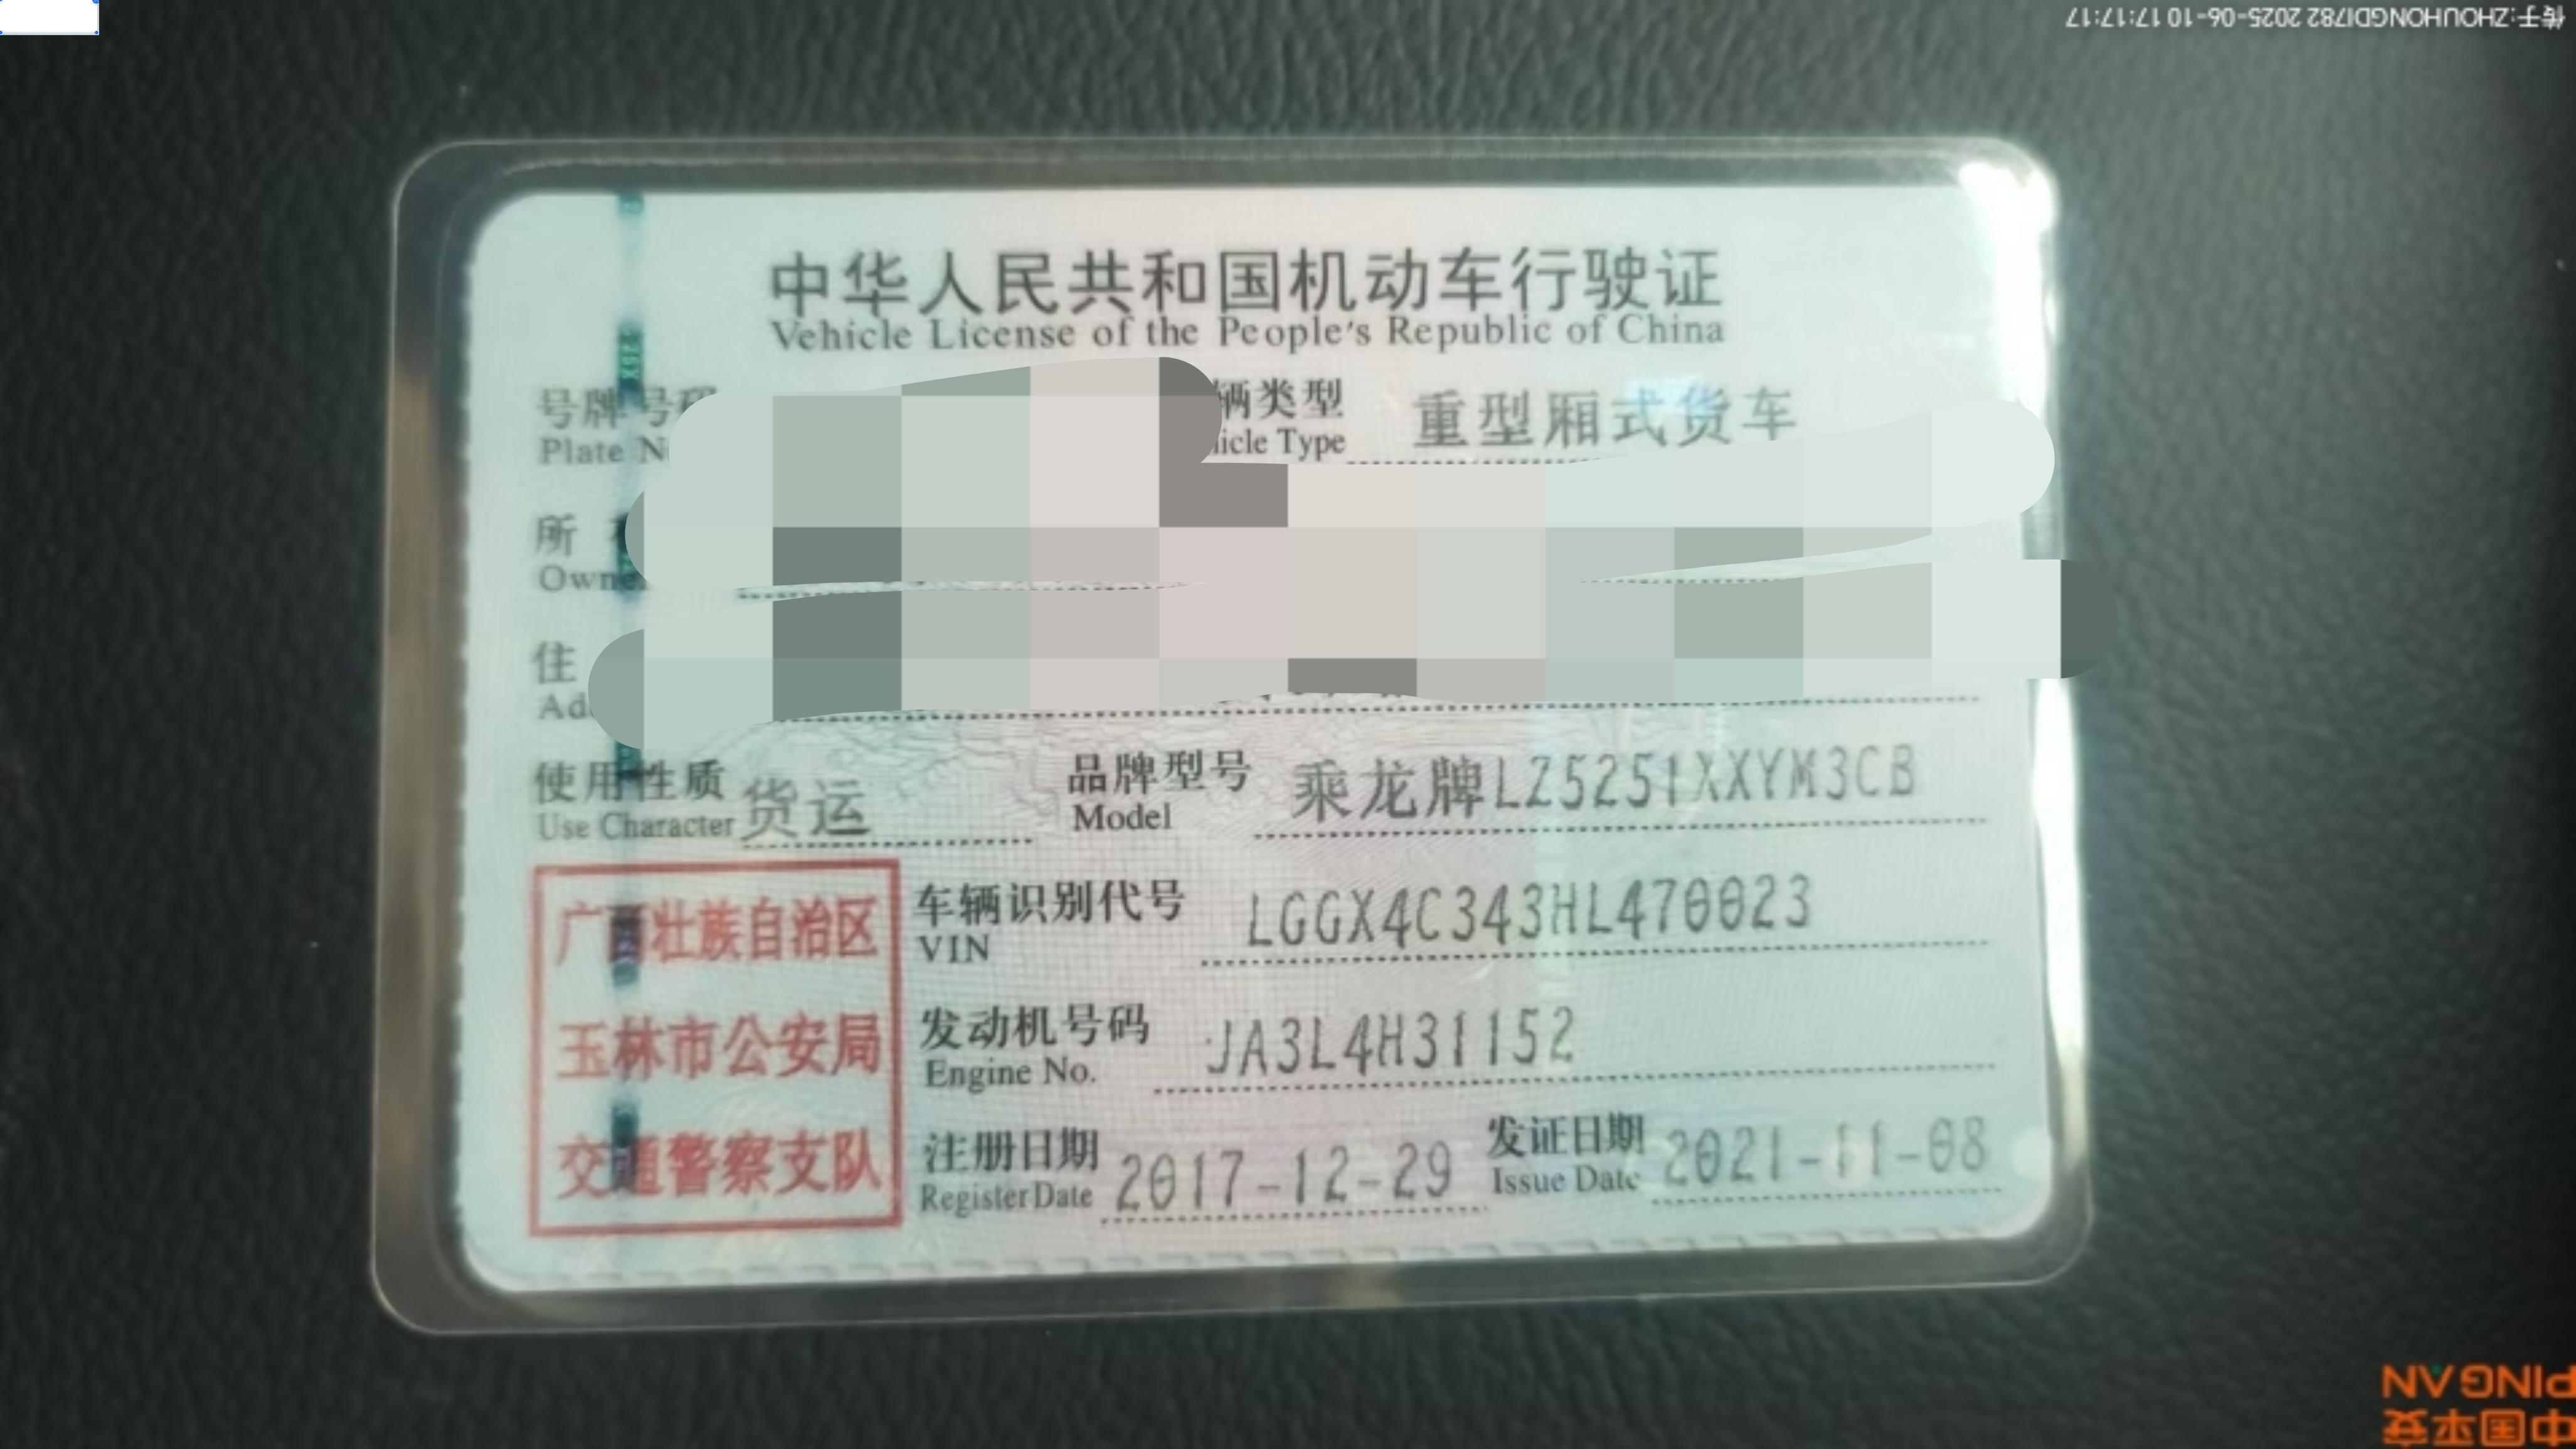 传于:ZHOUHONGDI782 2025-06-10 17:17:17
中华人民共和国机动车行驶证
Vehicle License of the People's Republic of China
号牌号码
Plate
辆类型 重型厢式货车
Type
所
住
使用性质 货运
Use Character
品牌型号 乘龙牌LZ5251XXYM3CB
Model
车辆识别代号 LGGX4C343HL470023
VIN
发动机号码 JA3L4H31152
Engine No.
注册日期 2017-12-29
Register Date
发证日期 2021-11-08
Issue Date
广西壮族自治区
玉林市公安局
交通警察支队
中国平安
PINGAN